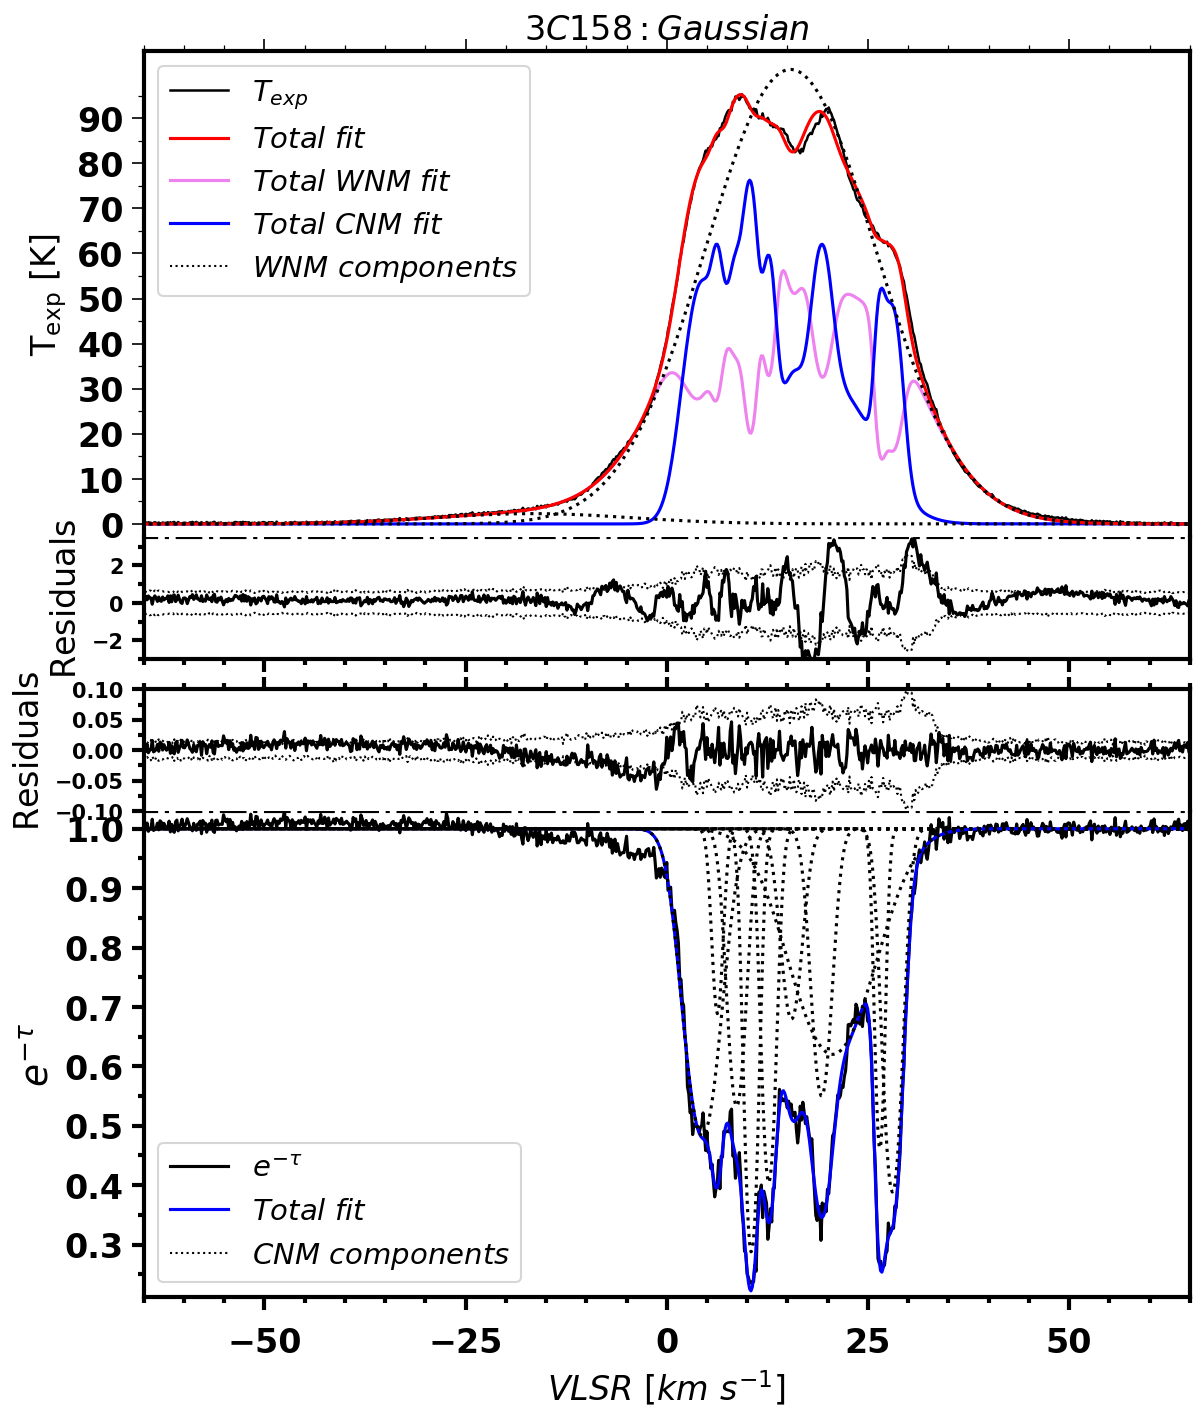 3C158 : Gaussian
T_exp
Total fit
Total WNM fit
Total CNM fit
WNM components
T_exp [K]
90
80
70
60
50
40
30
20
10
0
Residuals
2
0
−2
Residuals
0.10
0.05
0.00
−0.05
−0.10
e^−τ
1.0
0.9
0.8
0.7
0.6
0.5
0.4
0.3
e^−τ
Total fit
CNM components
−50 −25 0 25 50
VLSR [km s^−1]